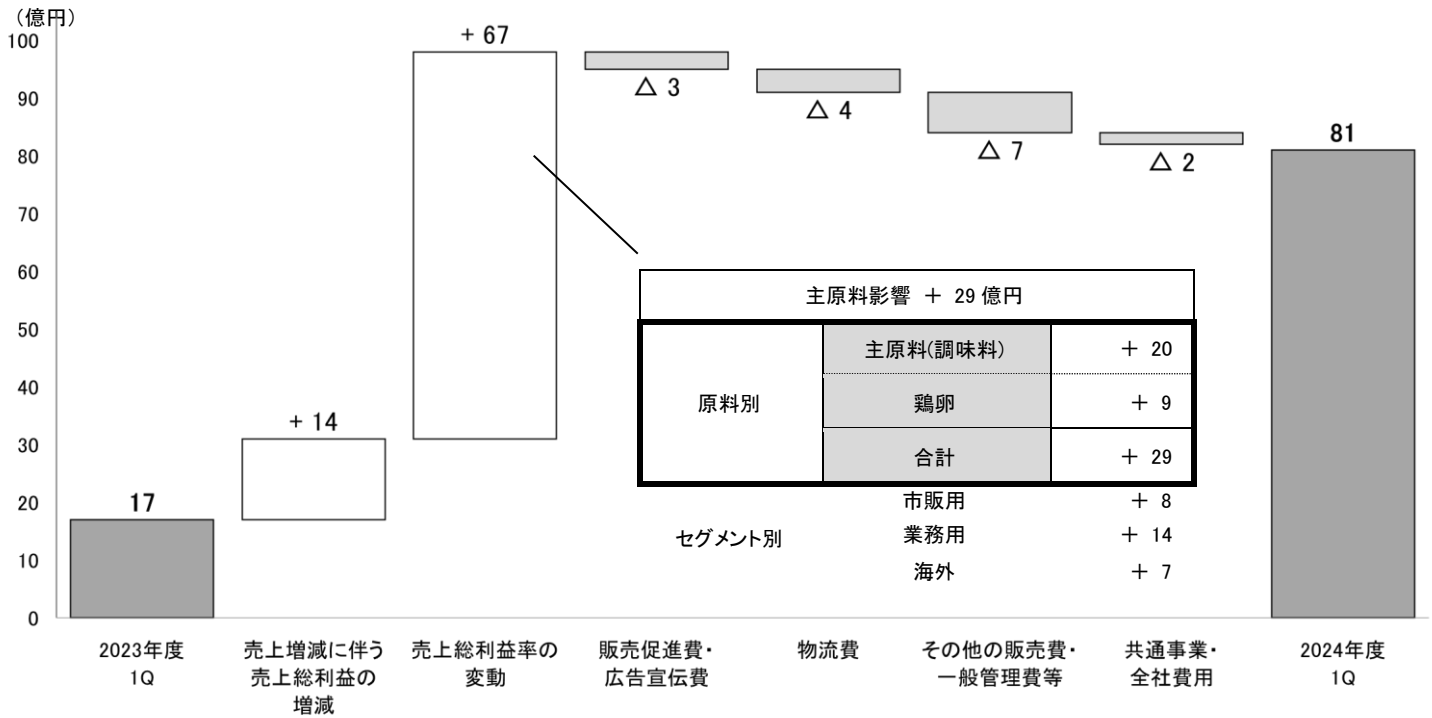 （億円）
100
90
80
70
60
50
40
30
20
10
0
17
+ 14
+ 67
△ 3
△ 4
△ 7
△ 2
81
主原料影響 ＋ 29 億円
原料別
主原料(調味料) ＋ 20
鶏卵 ＋ 9
合計 ＋ 29
セグメント別
市販用 ＋ 8
業務用 ＋ 14
海外 ＋ 7
2023年度
1Q
売上増減に伴う
売上総利益の
増減
売上総利益率の
変動
販売促進費・
広告宣伝費
物流費
その他の販売費・
一般管理費等
共通事業・
全社費用
2024年度
1Q